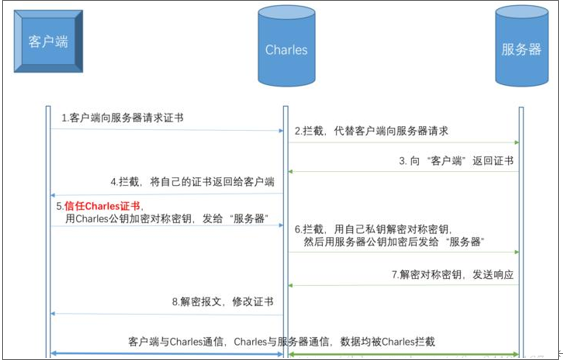 客户端
Charles
服务器
1.客户端向服务器请求证书
2.拦截，代替客户端向服务器请求
3. 向“客户端”返回证书
4.拦截，将自己的证书返回给客户端
5.信任Charles证书，
用Charles公钥加密对称密钥，发给“服务器”
6.拦截，用自己私钥解密对称密钥，
然后用服务器公钥加密后发给“服务器”
7.解密对称密钥，发送响应
8.解密报文，修改证书
客户端与Charles通信，Charles与服务器通信，数据均被Charles拦截